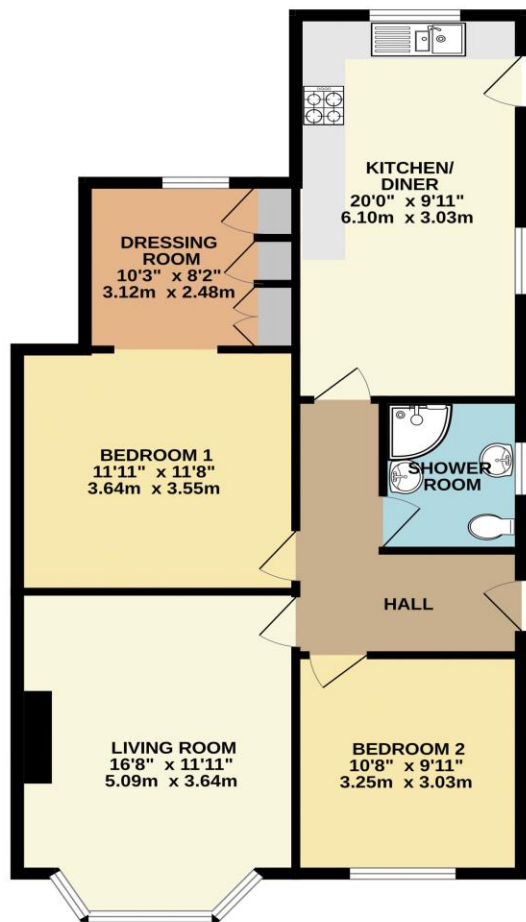 KITCHEN/
DINER
20'0" x 9'11"
6.10m x 3.03m
DRESSING
ROOM
10'3" x 8'2"
3.12m x 2.48m
BEDROOM 1
11'11" x 11'8"
3.64m x 3.55m
SHOWER
ROOM
HALL
LIVING ROOM
16'8" x 11'11"
5.09m x 3.64m
BEDROOM 2
10'8" x 9'11"
3.25m x 3.03m